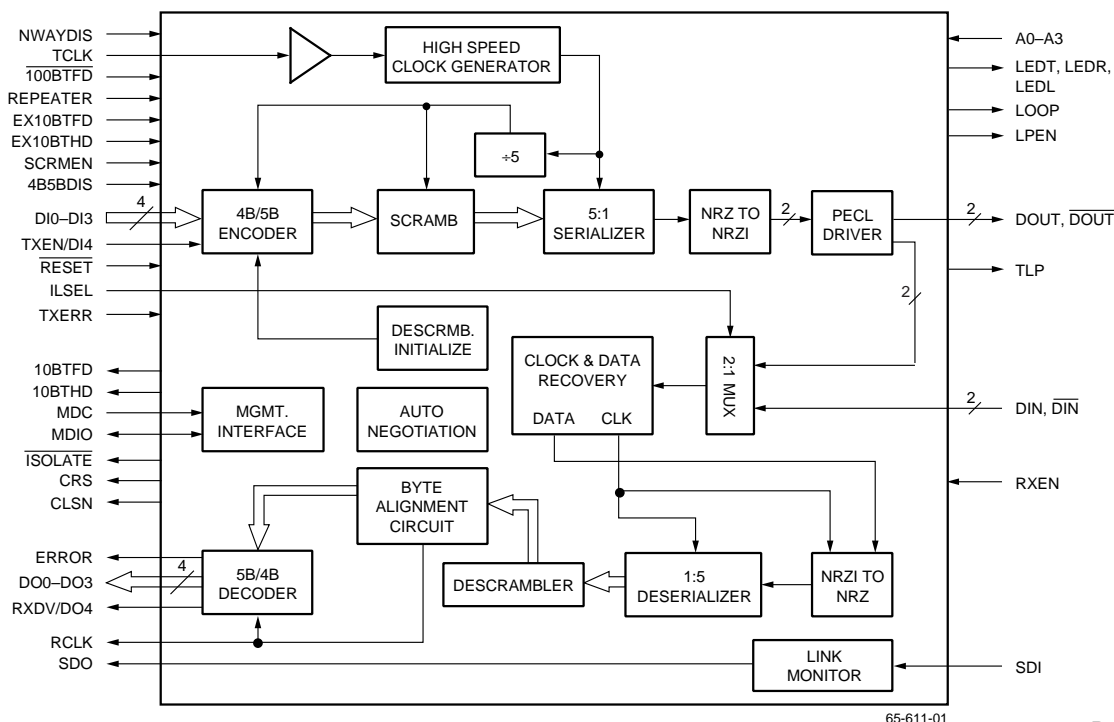 NWAYDIS
TCLK
100BTFD
REPEATER
EX10BTFD
EX10BTHD
SCRMEN
4B5BDIS
DI0–DI3
4
TXEN/DI4
RESET
ILSEL
TXERR
10BTFD
10BTHD
MDC
MDIO
ISOLATE
CRS
CLSN
ERROR
DO0–DO3
4
RXDV/DO4
RCLK
SDO
HIGH SPEED
CLOCK GENERATOR
÷5
4B/5B
ENCODER
SCRAMB
5:1
SERIALIZER
NRZ TO
NRZI
2
PECL
DRIVER
2
2
DESCRMB.
INITIALIZE
CLOCK & DATA
RECOVERY
DATA CLK
2:1 MUX
2
MGMT.
INTERFACE
AUTO
NEGOTIATION
BYTE
ALIGNMENT
CIRCUIT
5B/4B
DECODER
DESCRAMBLER
1:5
DESERIALIZER
NRZI TO
NRZ
LINK
MONITOR
A0–A3
LEDT, LEDR,
LEDL
LOOP
LPEN
DOUT, DOUT
TLP
DIN, DIN
RXEN
SDI
65-611-01